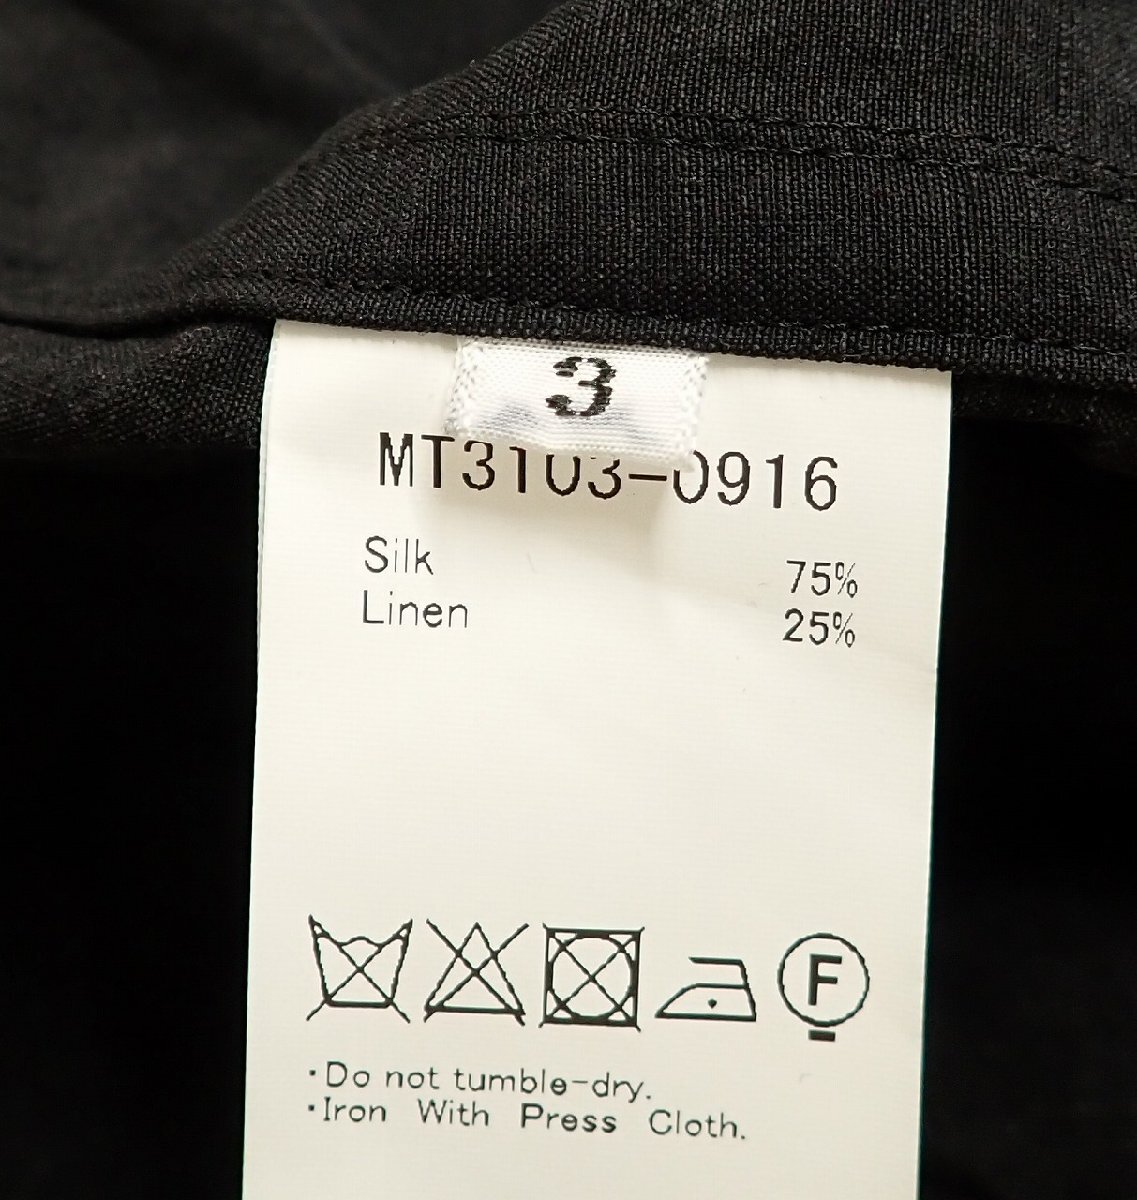 3
MT3103-0916
Silk 75%
Linen 25%
F
・Do not tumble-dry.
・Iron With Press Cloth.